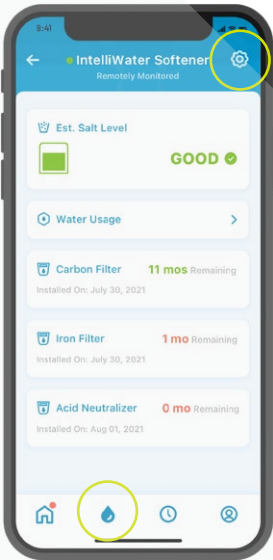 8:41
IntelliWater Softener
Remotely Monitored
Est. Salt Level
GOOD
Water Usage
Carbon Filter 11 mos Remaining
Installed On: July 30, 2021
Iron Filter 1 mo Remaining
Installed On: July 30, 2021
Acid Neutralizer 0 mo Remaining
Installed On: Aug 01, 2021